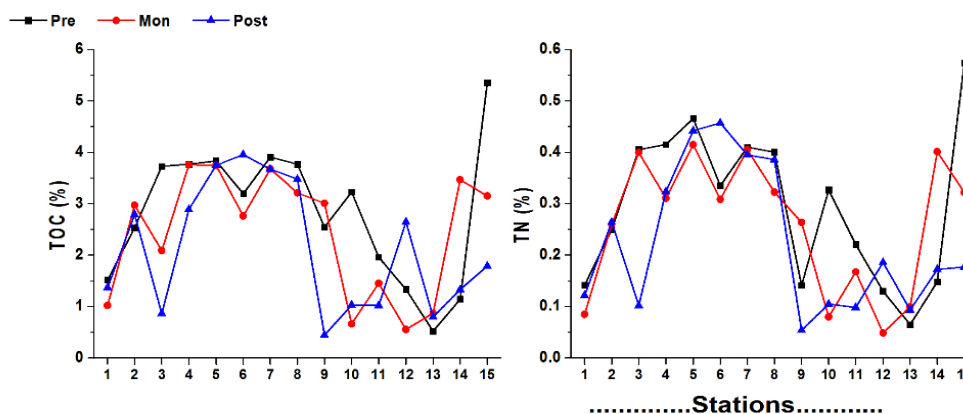 Pre Mon Post
TOC (%)
6
5
4
3
2
1
0
1 2 3 4 5 6 7 8 9 10 11 12 13 14 15
TN (%)
0.6
0.5
0.4
0.3
0.2
0.1
0.0
1 2 3 4 5 6 7 8 9 10 11 12 13 14
................Stations.............